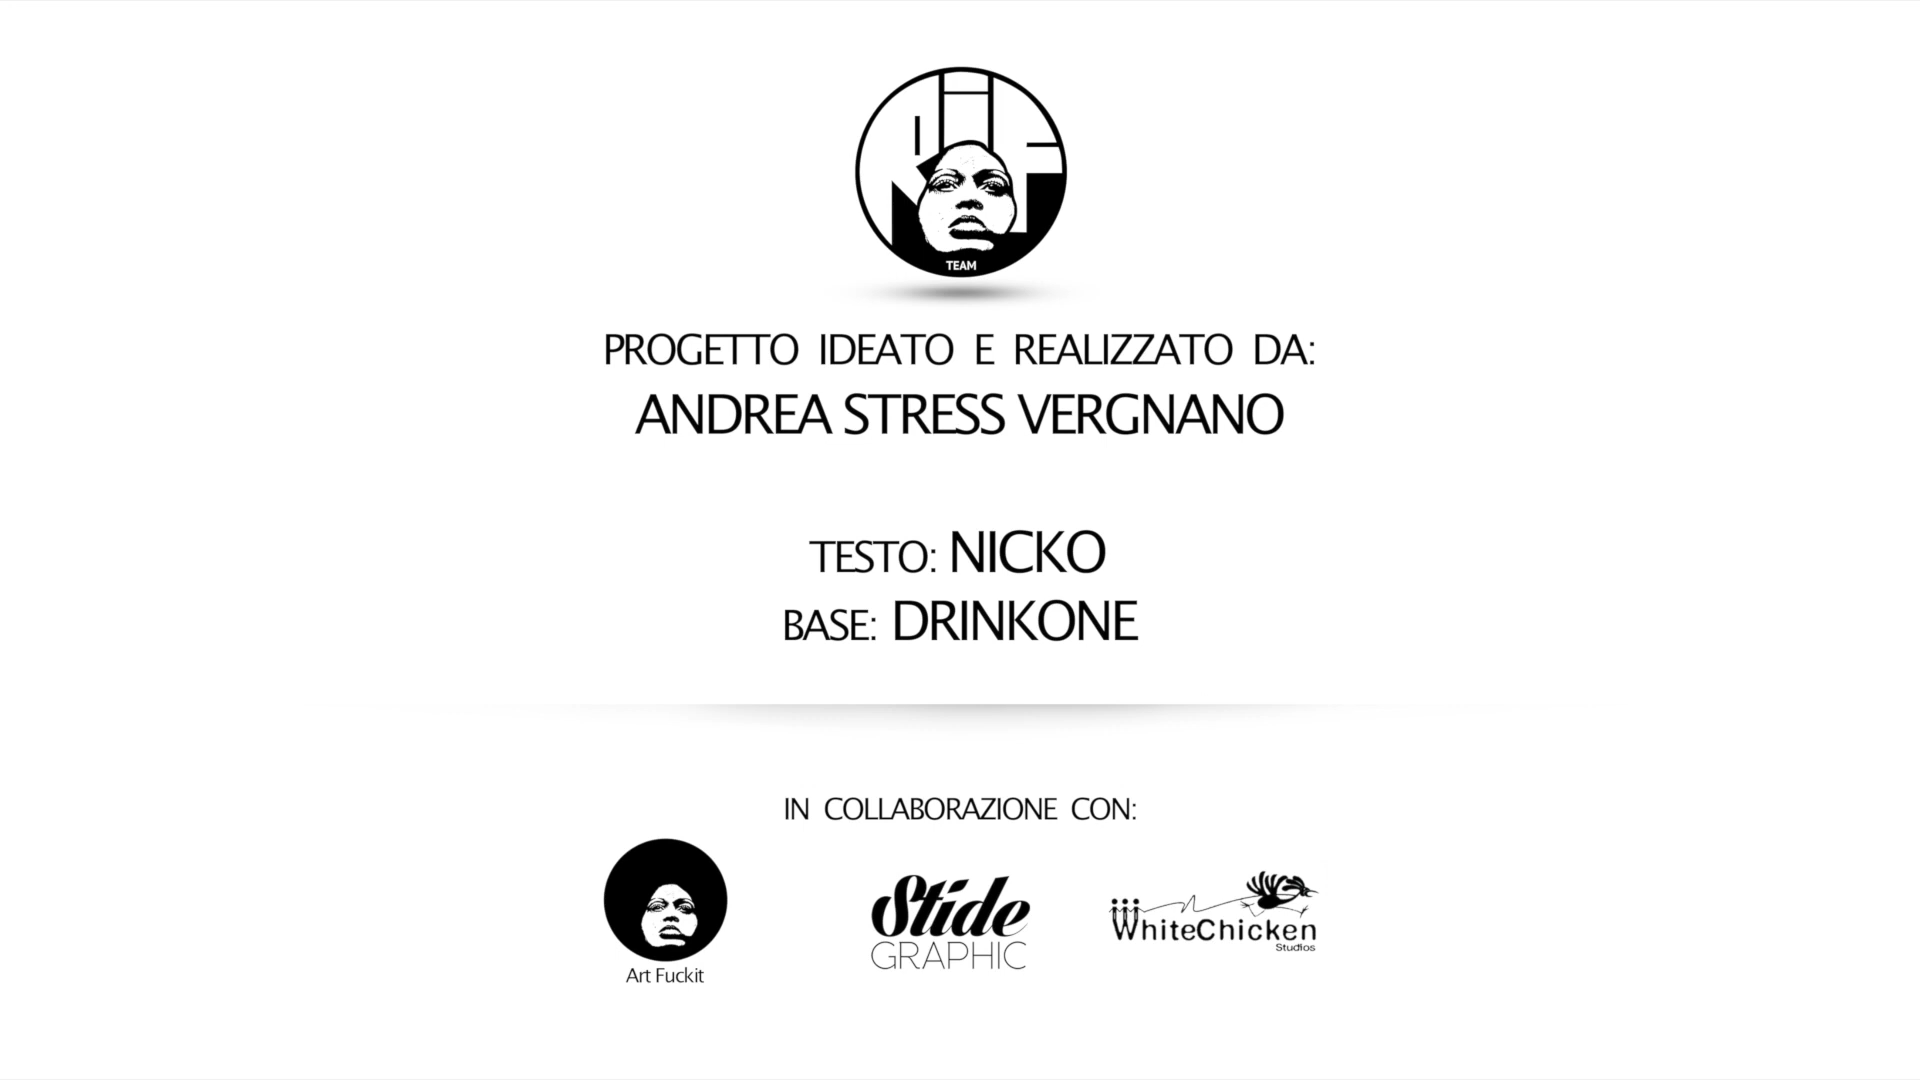 TEAM
PROGETTO IDEATO E REALIZZATO DA:
ANDREA STRESS VERGNANO
TESTO: NICKO
BASE: DRINKONE
IN COLLABORAZIONE CON:
Art Fuckit
Stide
GRAPHIC
WhiteChicken
Studios